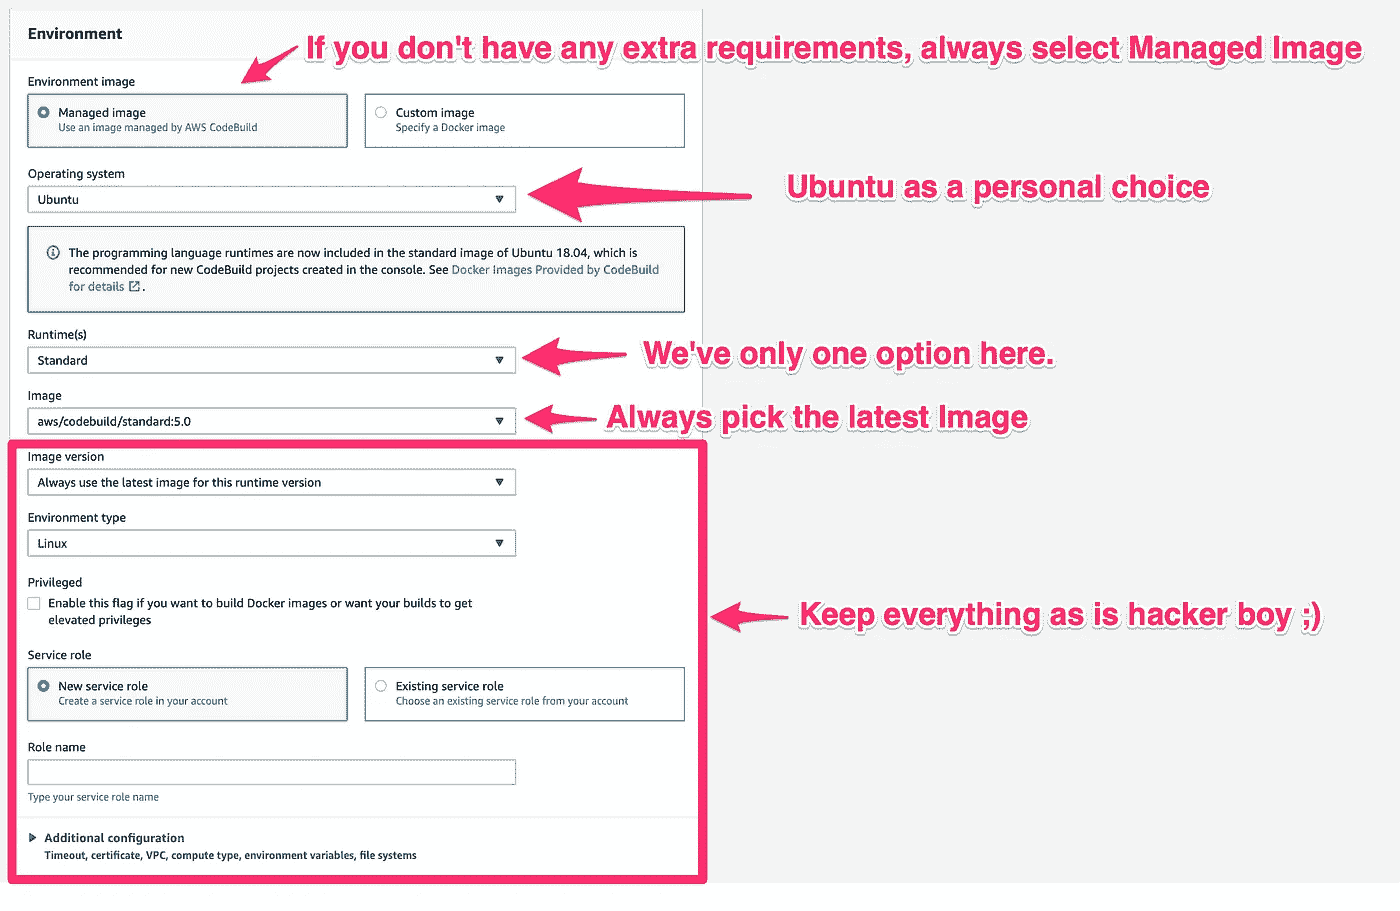 Environment
If you don't have any extra requirements, always select Managed Image
Environment image
Managed image
Use an image managed by AWS CodeBuild
Custom image
Specify a Docker image
Operating system
Ubuntu
Ubuntu as a personal choice
The programming language runtimes are now included in the standard image of Ubuntu 18.04, which is
recommended for new CodeBuild projects created in the console. See Docker Images Provided by CodeBuild
for details .
Runtime(s)
Standard
We've only one option here.
Image
aws/codebuild/standard:5.0
Always pick the latest Image
Image version
Always use the latest image for this runtime version
Environment type
Linux
Privileged
Enable this flag if you want to build Docker images or want your builds to get
elevated privileges
Keep everything as is hacker boy ;)
Service role
New service role
Create a service role in your account
Existing service role
Choose an existing service role from your account
Role name
Type your service role name
Additional configuration
Timeout, certificate, VPC, compute type, environment variables, file systems